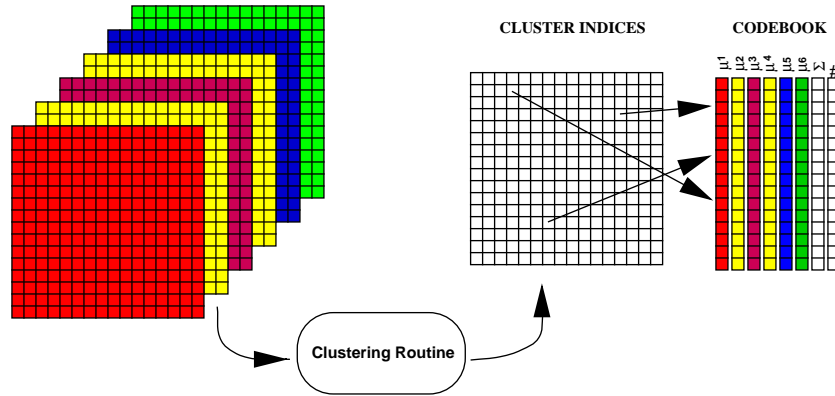 CLUSTER INDICES
CODEBOOK
μ1
μ2
μ3
μ4
μ5
μ6
Σ
#
Clustering Routine